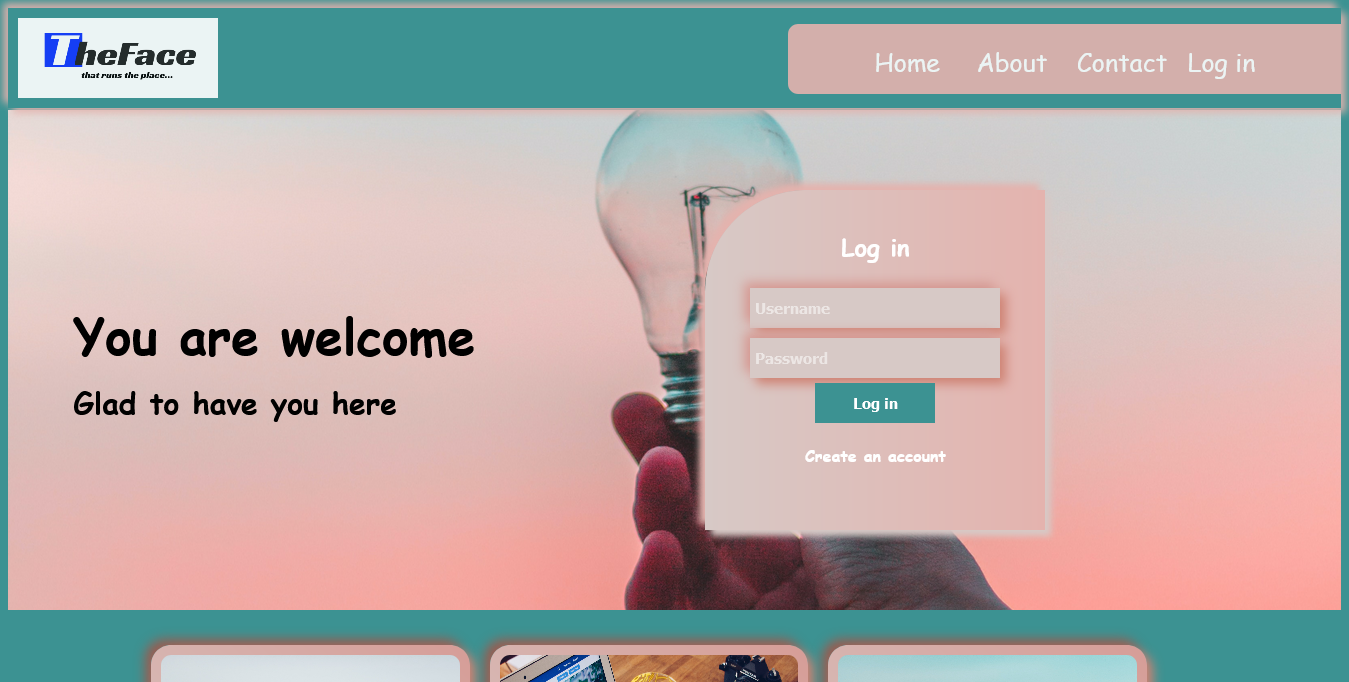 TheFace
that runs the place...
Home About Contact Log in
You are welcome
Glad to have you here
Log in
Username
Password
Log in
Create an account